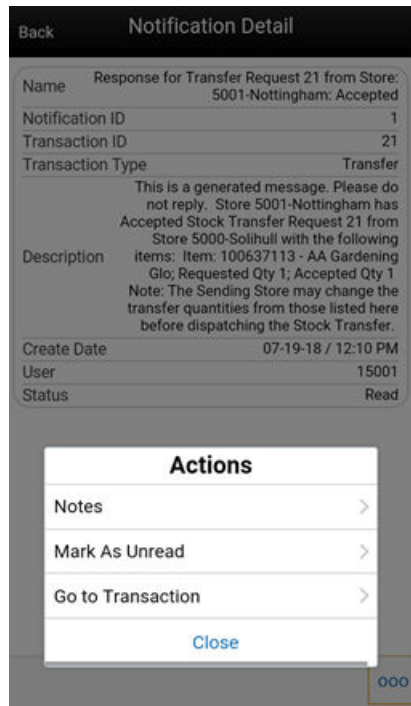 Back
Notification Detail
Name Response for Transfer Request 21 from Store:
5001-Nottingham: Accepted
Notification ID 1
Transaction ID 21
Transaction Type Transfer
This is a generated message. Please do
not reply. Store 5001-Nottingham has
Accepted Stock Transfer Request 21 from
Store 5000-Solihull with the following
Description items: Item: 100637113 - AA Gardening
Glo; Requested Qty 1; Accepted Qty 1
Note: The Sending Store may change the
transfer quantities from those listed here
before dispatching the Stock Transfer.
Create Date 07-19-18 / 12:10 PM
User 15001
Status Read
Actions
Notes
Mark As Unread
Go to Transaction
Close